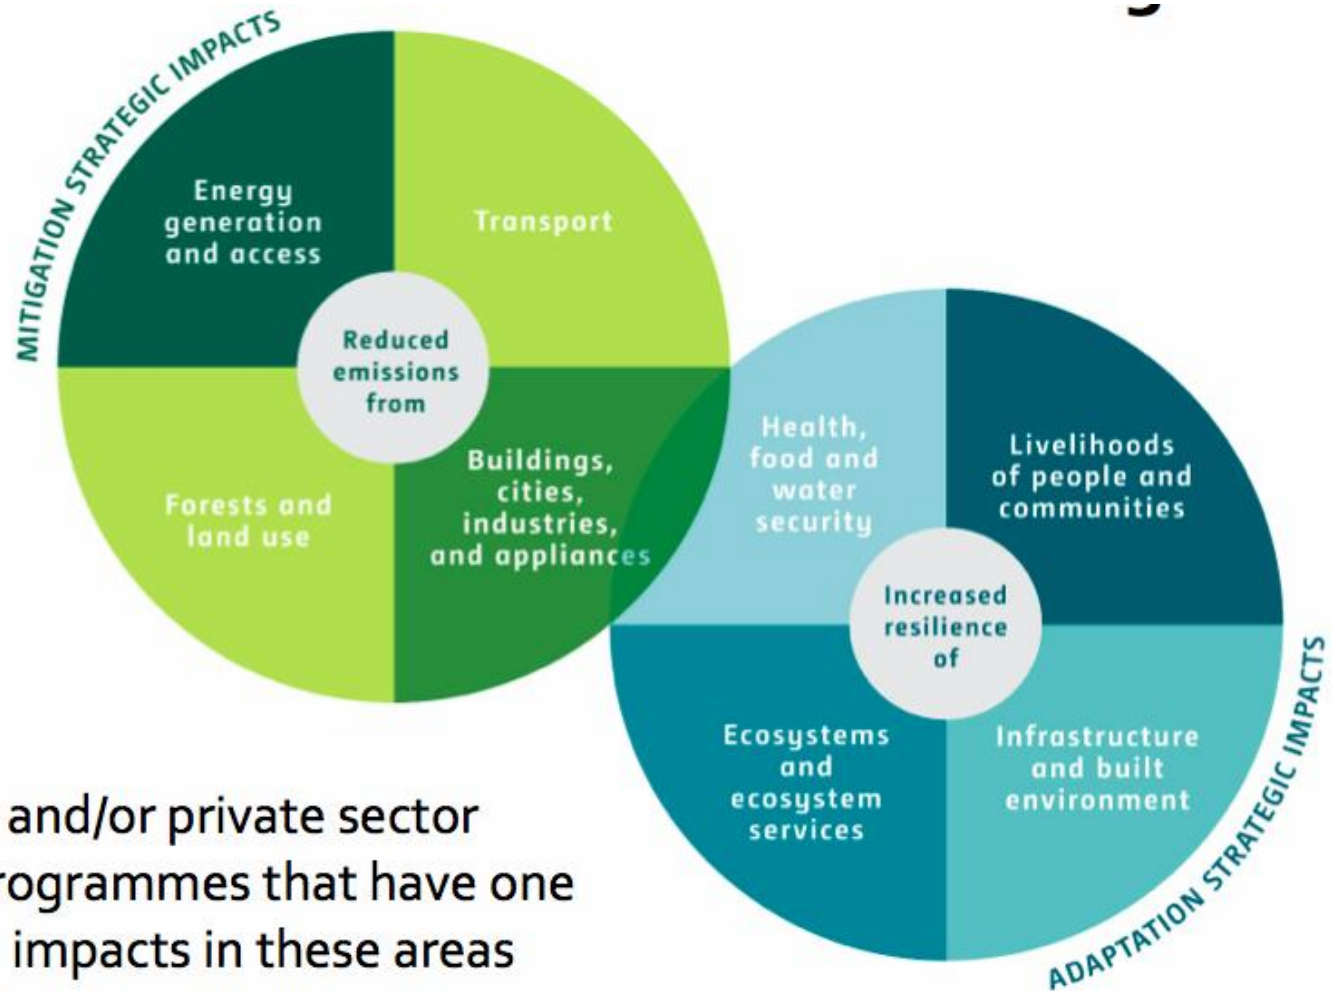 MITIGATION STRATEGIC IMPACTS
Energy
generation
and access
Transport
Reduced
emissions
from
Forests and
land use
Buildings,
cities,
industries,
and appliances
Health,
food and
water
security
Livelihoods
of people and
communities
Increased
resilience
of
Ecosystems
and
ecosystem
services
Infrastructure
and built
environment
ADAPTATION STRATEGIC IMPACTS
and/or private sector
rogrammes that have one
impacts in these areas